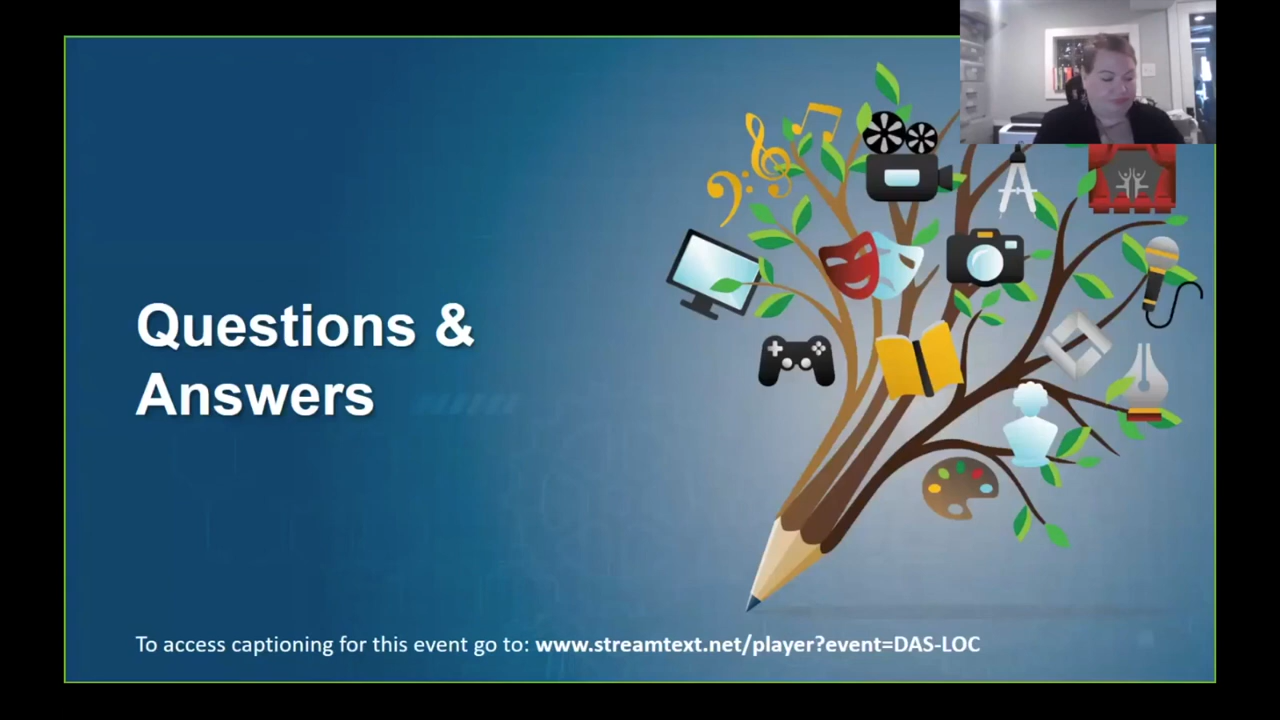 Questions &
Answers
To access captioning for this event go to: www.streamtext.net/player?event=DAS-LOC